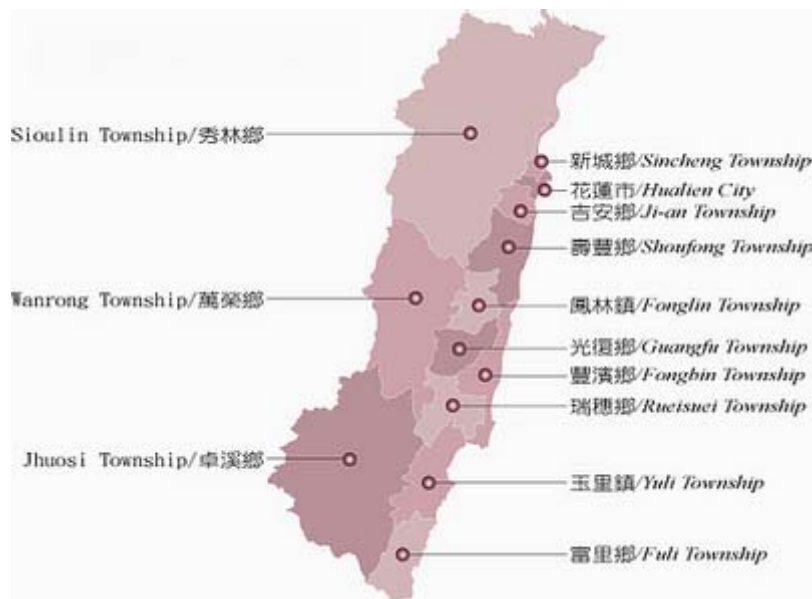 Sioulin Township/秀林鄉
新城鄉/Sincheng Township
花蓮市/Hualien City
吉安鄉/Ji-an Township
壽豐鄉/Shoufong Township
Wanrong Township/萬榮鄉
鳳林鎮/Fonglin Township
光復鄉/Guangfu Township
豐濱鄉/Fongbin Township
瑞穗鄉/Rueisuei Township
Jhuosi Township/卓溪鄉
玉里鎮/Yuli Township
富里鄉/Fuli Township